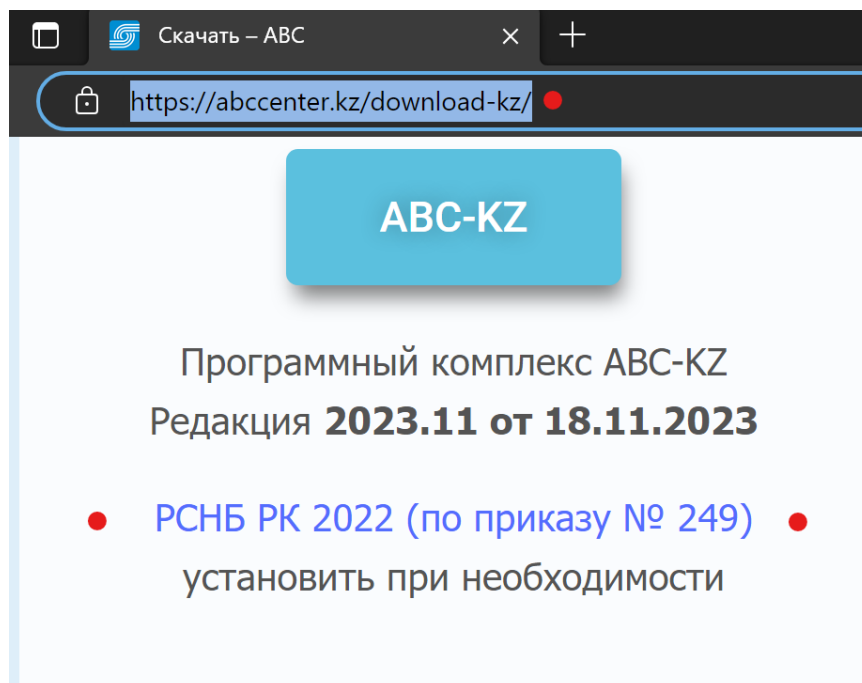 Скачать – ABC
https://abccenter.kz/download-kz/
ABC-KZ
Программный комплекс ABC-KZ
Редакция 2023.11 от 18.11.2023
РСНБ РК 2022 (по приказу № 249)
установить при необходимости